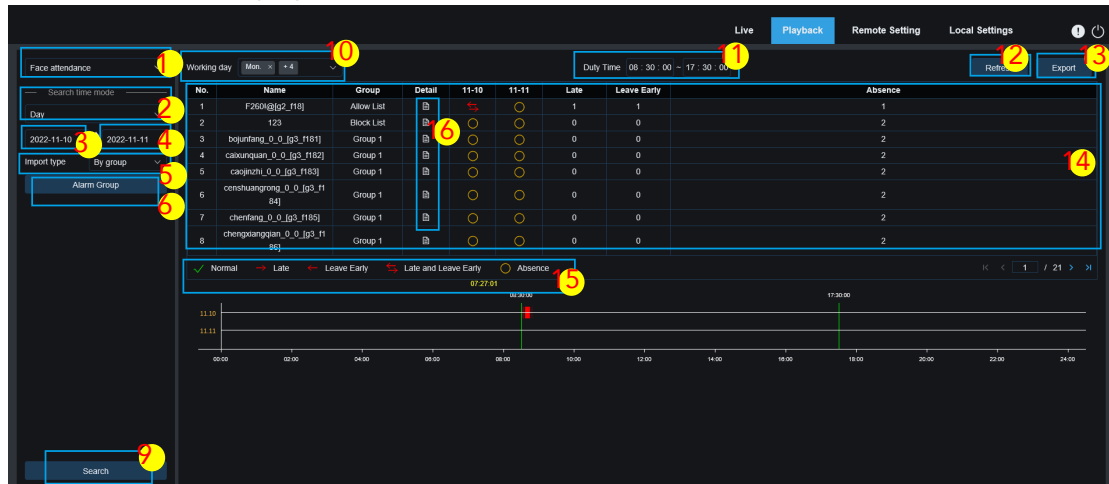 Live Playback Remote Setting Local Settings
1 Face attendance
10 Working day Mon. × + 4
11 Duty Time 08 : 30 : 00 ~ 17 : 30 : 00
12 Refresh
13 Export
Search time mode
2 Day
3 2022-11-10
4 2022-11-11
5 Import type By group
6 Alarm Group
9 Search
No. Name Group Detail 11-10 11-11 Late Leave Early Absence
1 F260I@[g2_f18] Allow List 1 1 1
2 123 Block List 0 0 2
3 bojunfang_0_0_[g3_f181] Group 1 0 0 2
4 caixunquan_0_0_[g3_f182] Group 1 0 0 2
5 caojinzhi_0_0_[g3_f183] Group 1 0 0 2
6 censhuangrong_0_0_[g3_f1
84] Group 1 0 0 2
7 chenfang_0_0_[g3_f185] Group 1 0 0 2
8 chengxiangqian_0_0_[g3_f1
86] Group 1 0 0 2
16
14
Normal Late Leave Early Late and Leave Early Absence
15
1 / 21
07:27:01
08:30:00 17:30:00
11.10
11.11
00:00 02:00 04:00 06:00 08:00 10:00 12:00 14:00 16:00 18:00 20:00 22:00 24:00